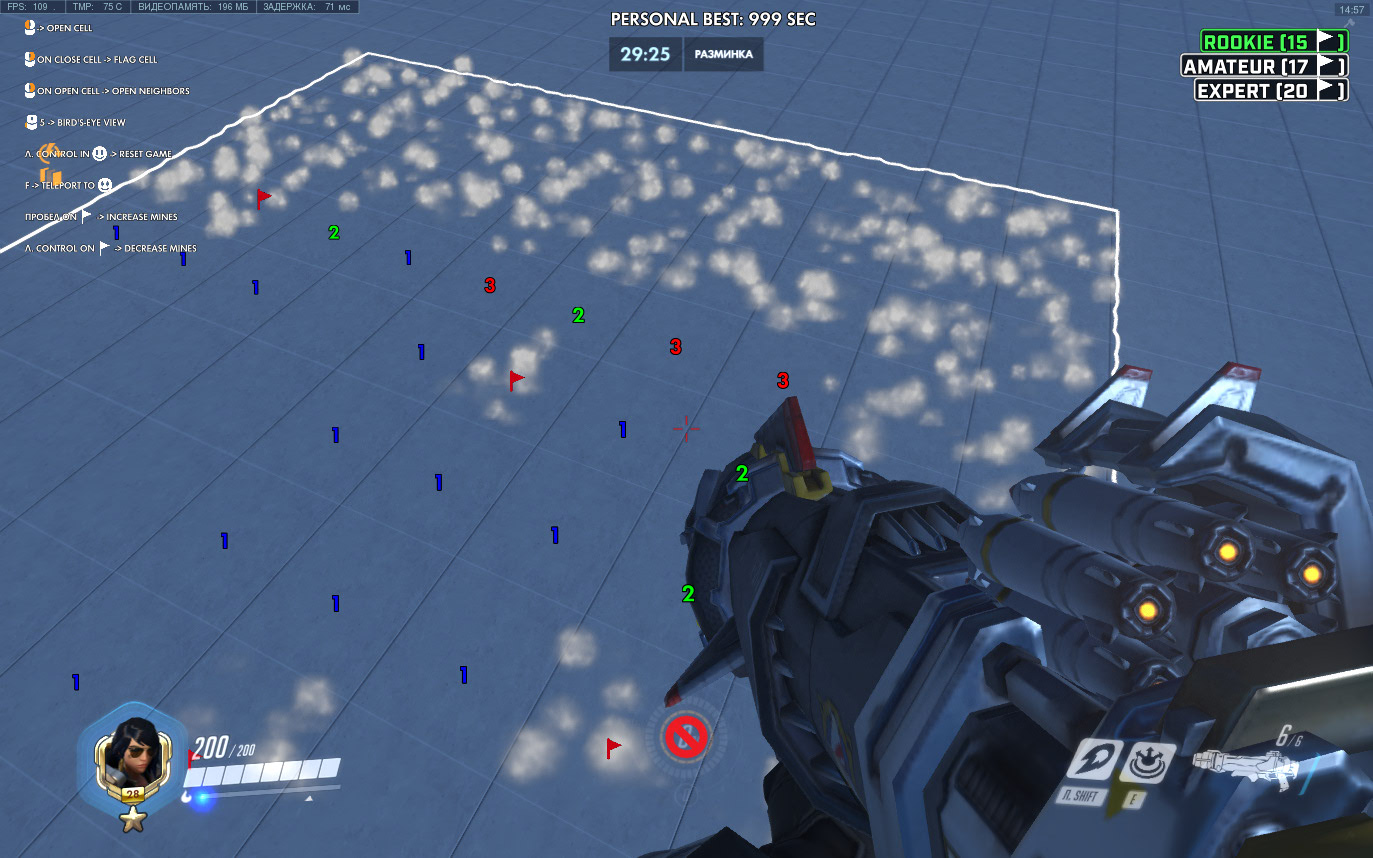 FPS: 109 TMP: 75 C ВИДЕОПАМЯТЬ: 196 МБ ЗАДЕРЖКА: 71 мс
14:57
PERSONAL BEST: 999 SEC
29:25 РАЗМИНКА
ROOKIE [15 ]
AMATEUR [17 ]
EXPERT [20 ]
-> OPEN CELL
ON CLOSE CELL -> FLAG CELL
ON OPEN CELL -> OPEN NEIGHBORS
5 -> BIRD'S-EYE VIEW
Л. CONTROL IN -> RESET GAME
F -> TELEPORT TO
ПРОБЕЛ ON -> INCREASE MINES
Л. CONTROL ON -> DECREASE MINES
1 2
1 1
1 3
2
1 3
3
1 1
2
1
1 1
2
1
1 1
200 / 200
28
6/6
Л. SHIFT E